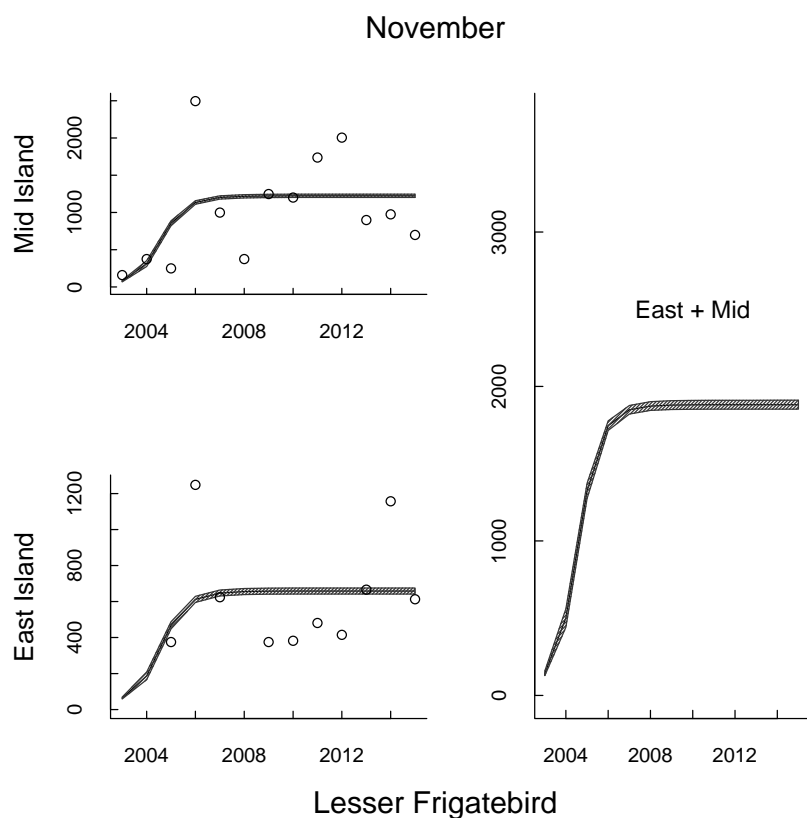 November
Mid Island
0 1000 2000
2004 2008 2012
East Island
0 400 800 1200
2004 2008 2012
East + Mid
0 1000 2000 3000
2004 2008 2012
Lesser Frigatebird